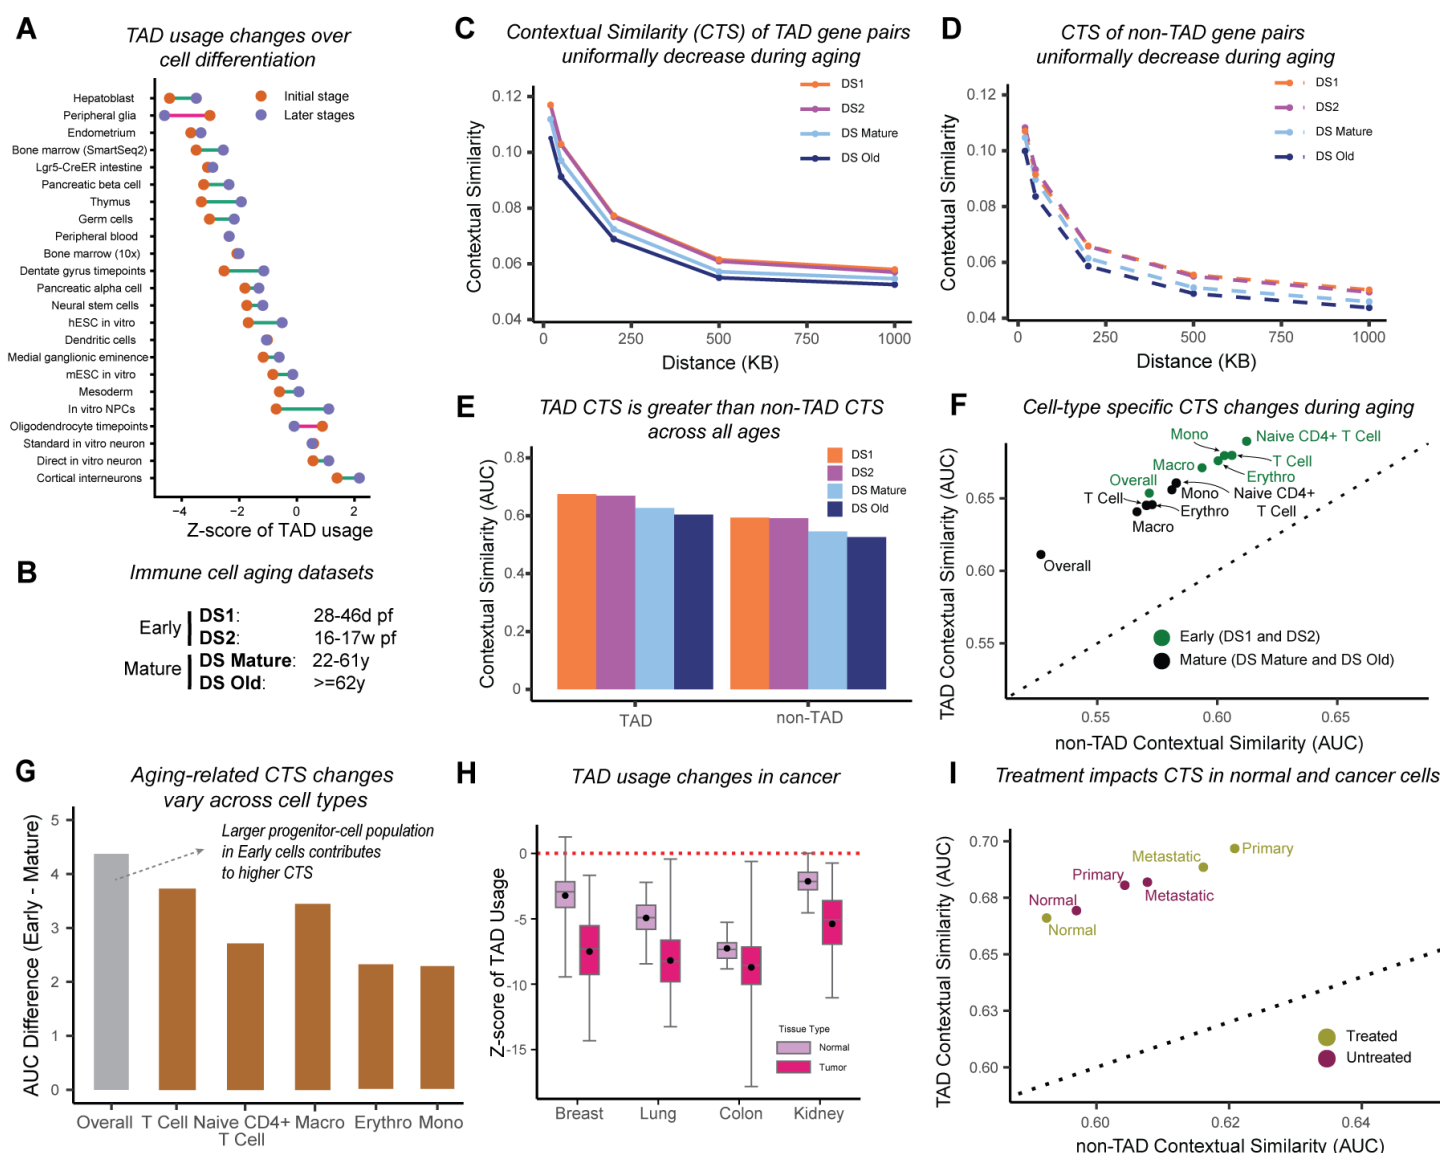 A
TAD usage changes over
cell differentiation
Hepatoblast
Peripheral glia
Endometrium
Bone marrow (SmartSeq2)
Lgr5-CreER intestine
Pancreatic beta cell
Thymus
Germ cells
Peripheral blood
Bone marrow (10x)
Dentate gyrus timepoints
Pancreatic alpha cell
Neural stem cells
hESC in vitro
Dendritic cells
Medial ganglionic eminence
mESC in vitro
Mesoderm
In vitro NPCs
Oligodendrocyte timepoints
Standard in vitro neuron
Direct in vitro neuron
Cortical interneurons
Initial stage
Later stages
−4 −2 0 2
Z-score of TAD usage
B
Immune cell aging datasets
Early
DS1: 28-46d pf
DS2: 16-17w pf
Mature
DS Mature: 22-61y
DS Old: >=62y
C
Contextual Similarity (CTS) of TAD gene pairs
uniformally decrease during aging
DS1
DS2
DS Mature
DS Old
Contextual Similarity
0.12
0.10
0.08
0.06
0.04
0 250 500 750 1000
Distance (KB)
D
CTS of non-TAD gene pairs
uniformally decrease during aging
DS1
DS2
DS Mature
DS Old
Contextual Similarity
0.12
0.10
0.08
0.06
0.04
0 250 500 750 1000
Distance (KB)
E
TAD CTS is greater than non-TAD CTS
across all ages
DS1
DS2
DS Mature
DS Old
Contextual Similarity (AUC)
0.8
0.6
0.4
0.2
0
TAD non-TAD
F
Cell-type specific CTS changes during aging
Mono
Naive CD4+ T Cell
T Cell
Macro
Erythro
Overall
T Cell
Mono
Naive CD4+
T Cell
Erythro
Macro
Overall
Early (DS1 and DS2)
Mature (DS Mature and DS Old)
TAD Contextual Similarity (AUC)
0.65
0.60
0.55
0.55 0.60 0.65
non-TAD Contextual Similarity (AUC)
G
Aging-related CTS changes
vary across cell types
Larger progenitor-cell population
in Early cells contributes
to higher CTS
AUC Difference (Early - Mature)
5
4
3
2
1
0
Overall T Cell Naive CD4+ Macro Erythro Mono
T Cell
H
TAD usage changes in cancer
Z-score of TAD Usage
0
-5
-10
-15
Tissue Type
Normal
Tumor
Breast Lung Colon Kidney
I
Treatment impacts CTS in normal and cancer cells
Metastatic
Primary
Primary
Metastatic
Normal
Normal
Treated
Untreated
TAD Contextual Similarity (AUC)
0.70
0.68
0.65
0.63
0.60
0.60 0.62 0.64
non-TAD Contextual Similarity (AUC)